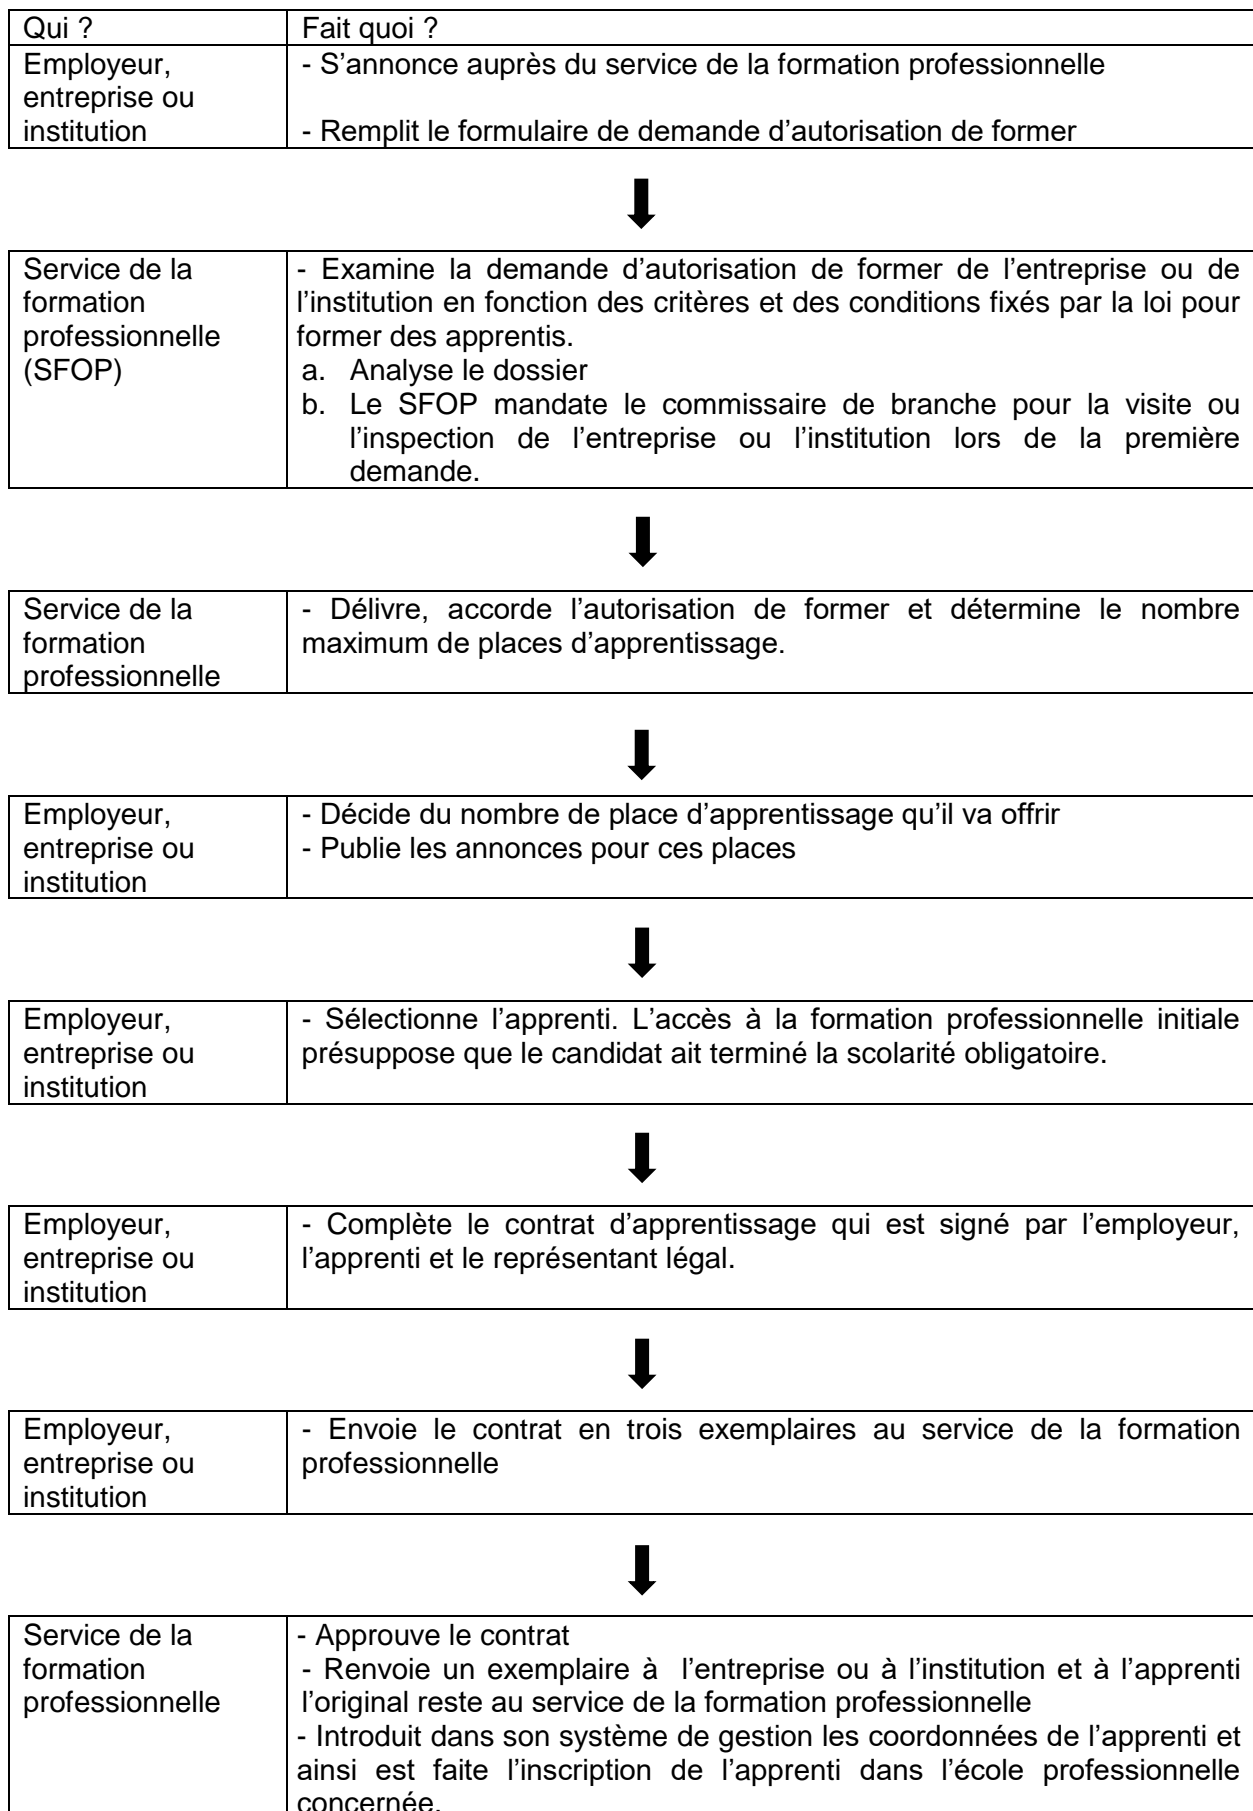 Qui ?
Fait quoi ?
Employeur,
entreprise ou
institution
- S’annonce auprès du service de la formation professionnelle
- Remplit le formulaire de demande d’autorisation de former
Service de la
formation
professionnelle
(SFOP)
- Examine la demande d’autorisation de former de l’entreprise ou de
l’institution en fonction des critères et des conditions fixés par la loi pour
former des apprentis.
a. Analyse le dossier
b. Le SFOP mandate le commissaire de branche pour la visite ou
l’inspection de l’entreprise ou l’institution lors de la première
demande.
Service de la
formation
professionnelle
- Délivre, accorde l’autorisation de former et détermine le nombre
maximum de places d’apprentissage.
Employeur,
entreprise ou
institution
- Décide du nombre de place d’apprentissage qu’il va offrir
- Publie les annonces pour ces places
Employeur,
entreprise ou
institution
- Sélectionne l’apprenti. L’accès à la formation professionnelle initiale
présuppose que le candidat ait terminé la scolarité obligatoire.
Employeur,
entreprise ou
institution
- Complète le contrat d’apprentissage qui est signé par l’employeur,
l’apprenti et le représentant légal.
Employeur,
entreprise ou
institution
- Envoie le contrat en trois exemplaires au service de la formation
professionnelle
Service de la
formation
professionnelle
- Approuve le contrat
- Renvoie un exemplaire à l’entreprise ou à l’institution et à l’apprenti
l’original reste au service de la formation professionnelle
- Introduit dans son système de gestion les coordonnées de l’apprenti et
ainsi est faite l’inscription de l’apprenti dans l’école professionnelle
concernée.